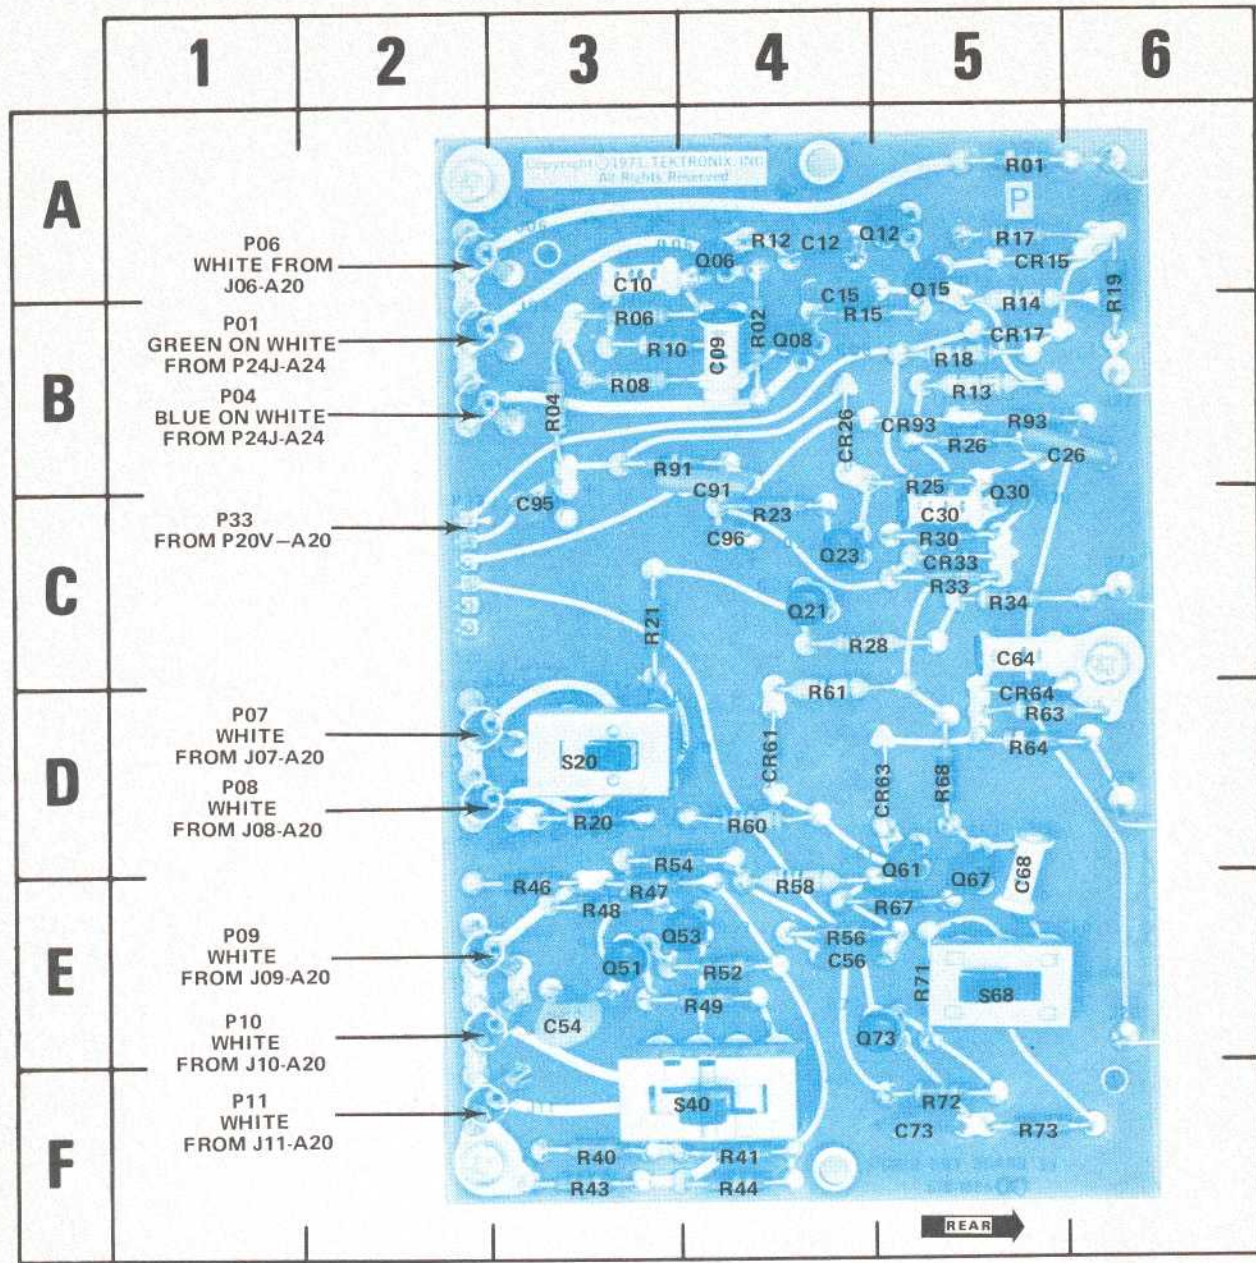 1 2 3 4 5 6
A
Copyright ©1971, TEKTRONIX, INC
All Rights Reserved
R01
P
P06
WHITE FROM
J06-A20
R12 C12 Q12 R17
Q06 CR15
C10 C15 Q15 R14 R19
B
P01
GREEN ON WHITE
FROM P24J-A24
R06 R02 R15 CR17
R10 C09 Q08 R18
R08 R13
P04
BLUE ON WHITE
FROM P24J-A24
R04 CR26 CR93 R93
R26 C26
R91
C91 R25 Q30
C
P33
FROM P20V-A20
C95 R23 C30
C96 Q23 R30
CR33
R33
R21 Q21 R34
R28 C64
D
P07
WHITE
FROM J07-A20
R61 CR64
R63
S20 CR61 CR63 R68 R64
P08
WHITE
FROM J08-A20
R20 R60
R54 Q61 Q67 C68
E
R46 R47 R58
R48 R67
P09
WHITE
FROM J09-A20
Q53 R56
Q51 R52 C56 R71 S68
R49
P10
WHITE
FROM J10-A20
C54 Q73
F
P11
WHITE
FROM J11-A20
S40 R72
C73 R73
R40 R41
R43 R44
REAR